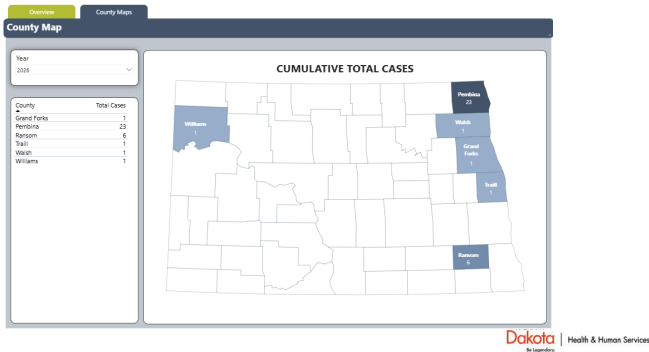 Overview County Maps
County Map
Year
2026
County Total Cases
Grand Forks 1
Pembina 23
Ransom 6
Traill 1
Walsh 1
Williams 1
CUMULATIVE TOTAL CASES
Pembina
23
Williams
1
Walsh
1
Grand
Forks
1
Traill
1
Ransom
6
Dakota | Health & Human Services
Be Legendary